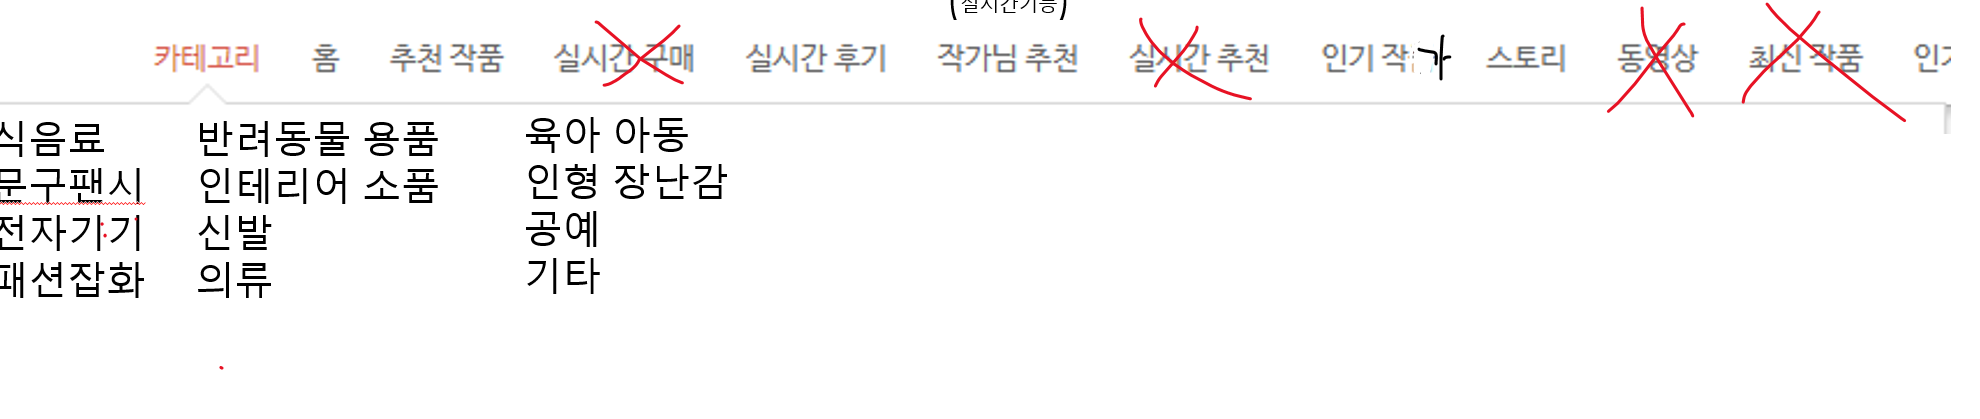 (실시간기능)
카테고리 홈 추천 작품 실시간 구매 실시간 후기 작가님 추천 실시간 추천 인기 작가 스토리 동영상 최신 작품
식음료 반려동물 용품 육아 아동
문구팬시 인테리어 소품 인형 장난감
전자기기 신발 공예
패션잡화 의류 기타